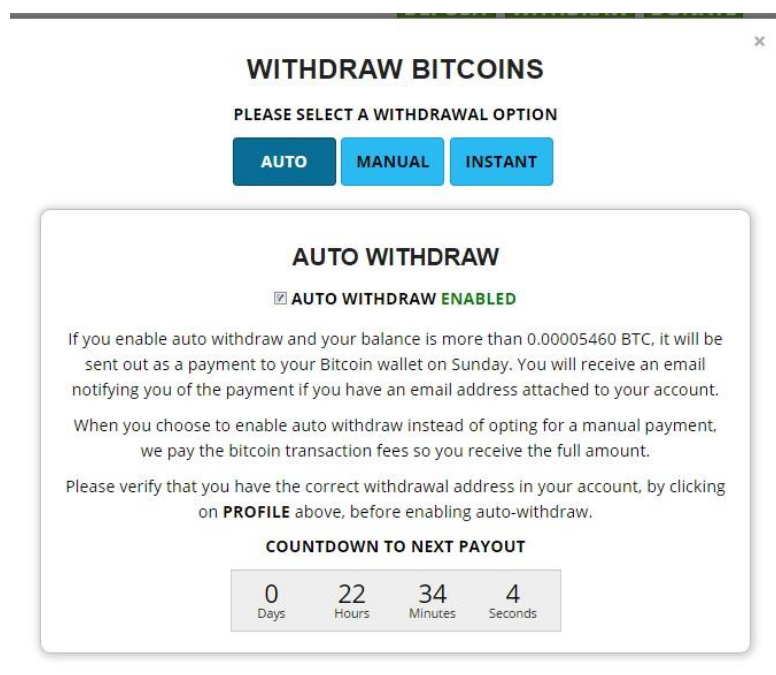 DEPOSIT WITHDRAW DONATE
×
WITHDRAW BITCOINS
PLEASE SELECT A WITHDRAWAL OPTION
AUTO MANUAL INSTANT
AUTO WITHDRAW
AUTO WITHDRAW ENABLED
If you enable auto withdraw and your balance is more than 0.00005460 BTC, it will be
sent out as a payment to your Bitcoin wallet on Sunday. You will receive an email
notifying you of the payment if you have an email address attached to your account.
When you choose to enable auto withdraw instead of opting for a manual payment,
we pay the bitcoin transaction fees so you receive the full amount.
Please verify that you have the correct withdrawal address in your account, by clicking
on PROFILE above, before enabling auto-withdraw.
COUNTDOWN TO NEXT PAYOUT
0 22 34 4
Days Hours Minutes Seconds